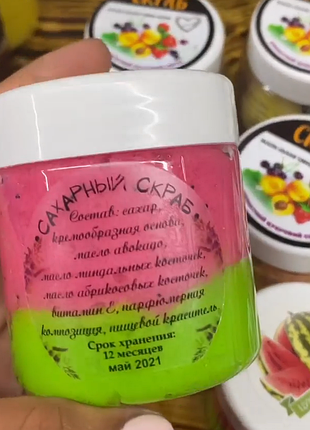 СКРАБ
САХАРНЫЙ СКРАБ
Состав: сахар,
кремообразная основа,
масло авокадо,
масло миндальных косточек,
масло абрикосовых косточек,
витамин Е, парфюмерная
композиция, пищевой краситель
Срок хранения:
12 месяцев
май 2021